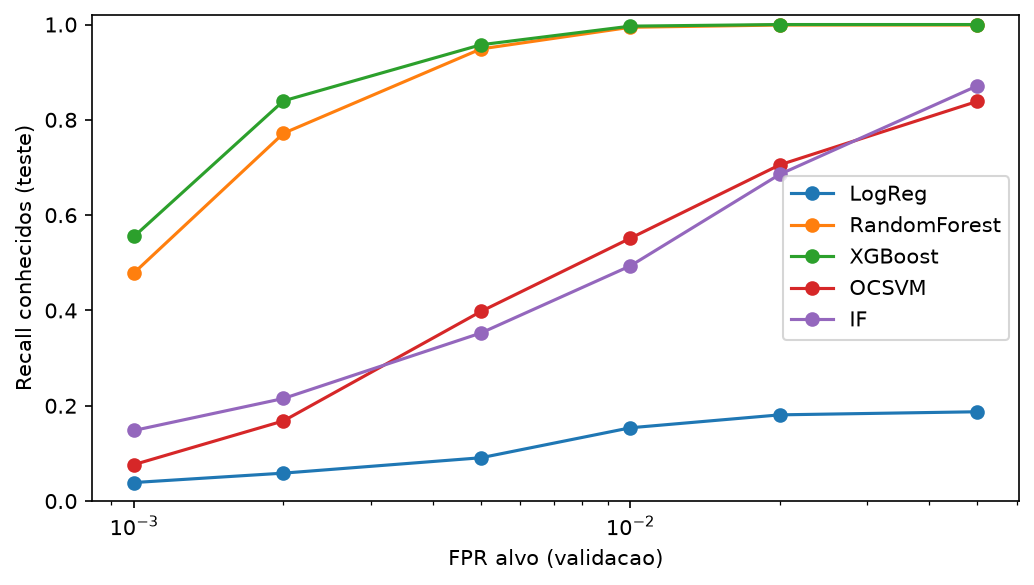 1.0
0.8
0.6
0.4
0.2
0.0
Recall conhecidos (teste)
LogReg
RandomForest
XGBoost
OCSVM
IF
10⁻³
10⁻²
FPR alvo (validacao)